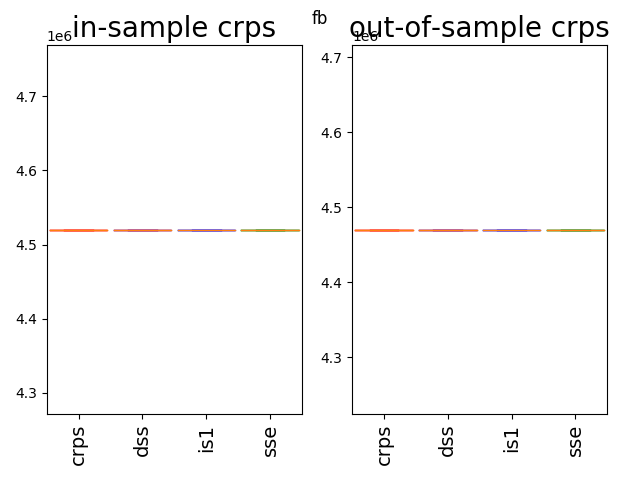 fb
in-sample crps
1e6
4.7
4.6
4.5
4.4
4.3
crps
dss
is1
sse
out-of-sample crps
1e6
4.7
4.6
4.5
4.4
4.3
crps
dss
is1
sse